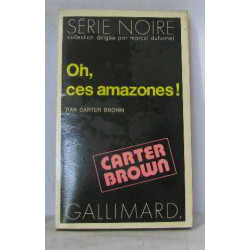 SÉRIE NOIRE
collection dirigée par marcel duhamel
Oh,
ces amazones !
PAR CARTER BROWN
CARTER
BROWN
GALLIMARD.